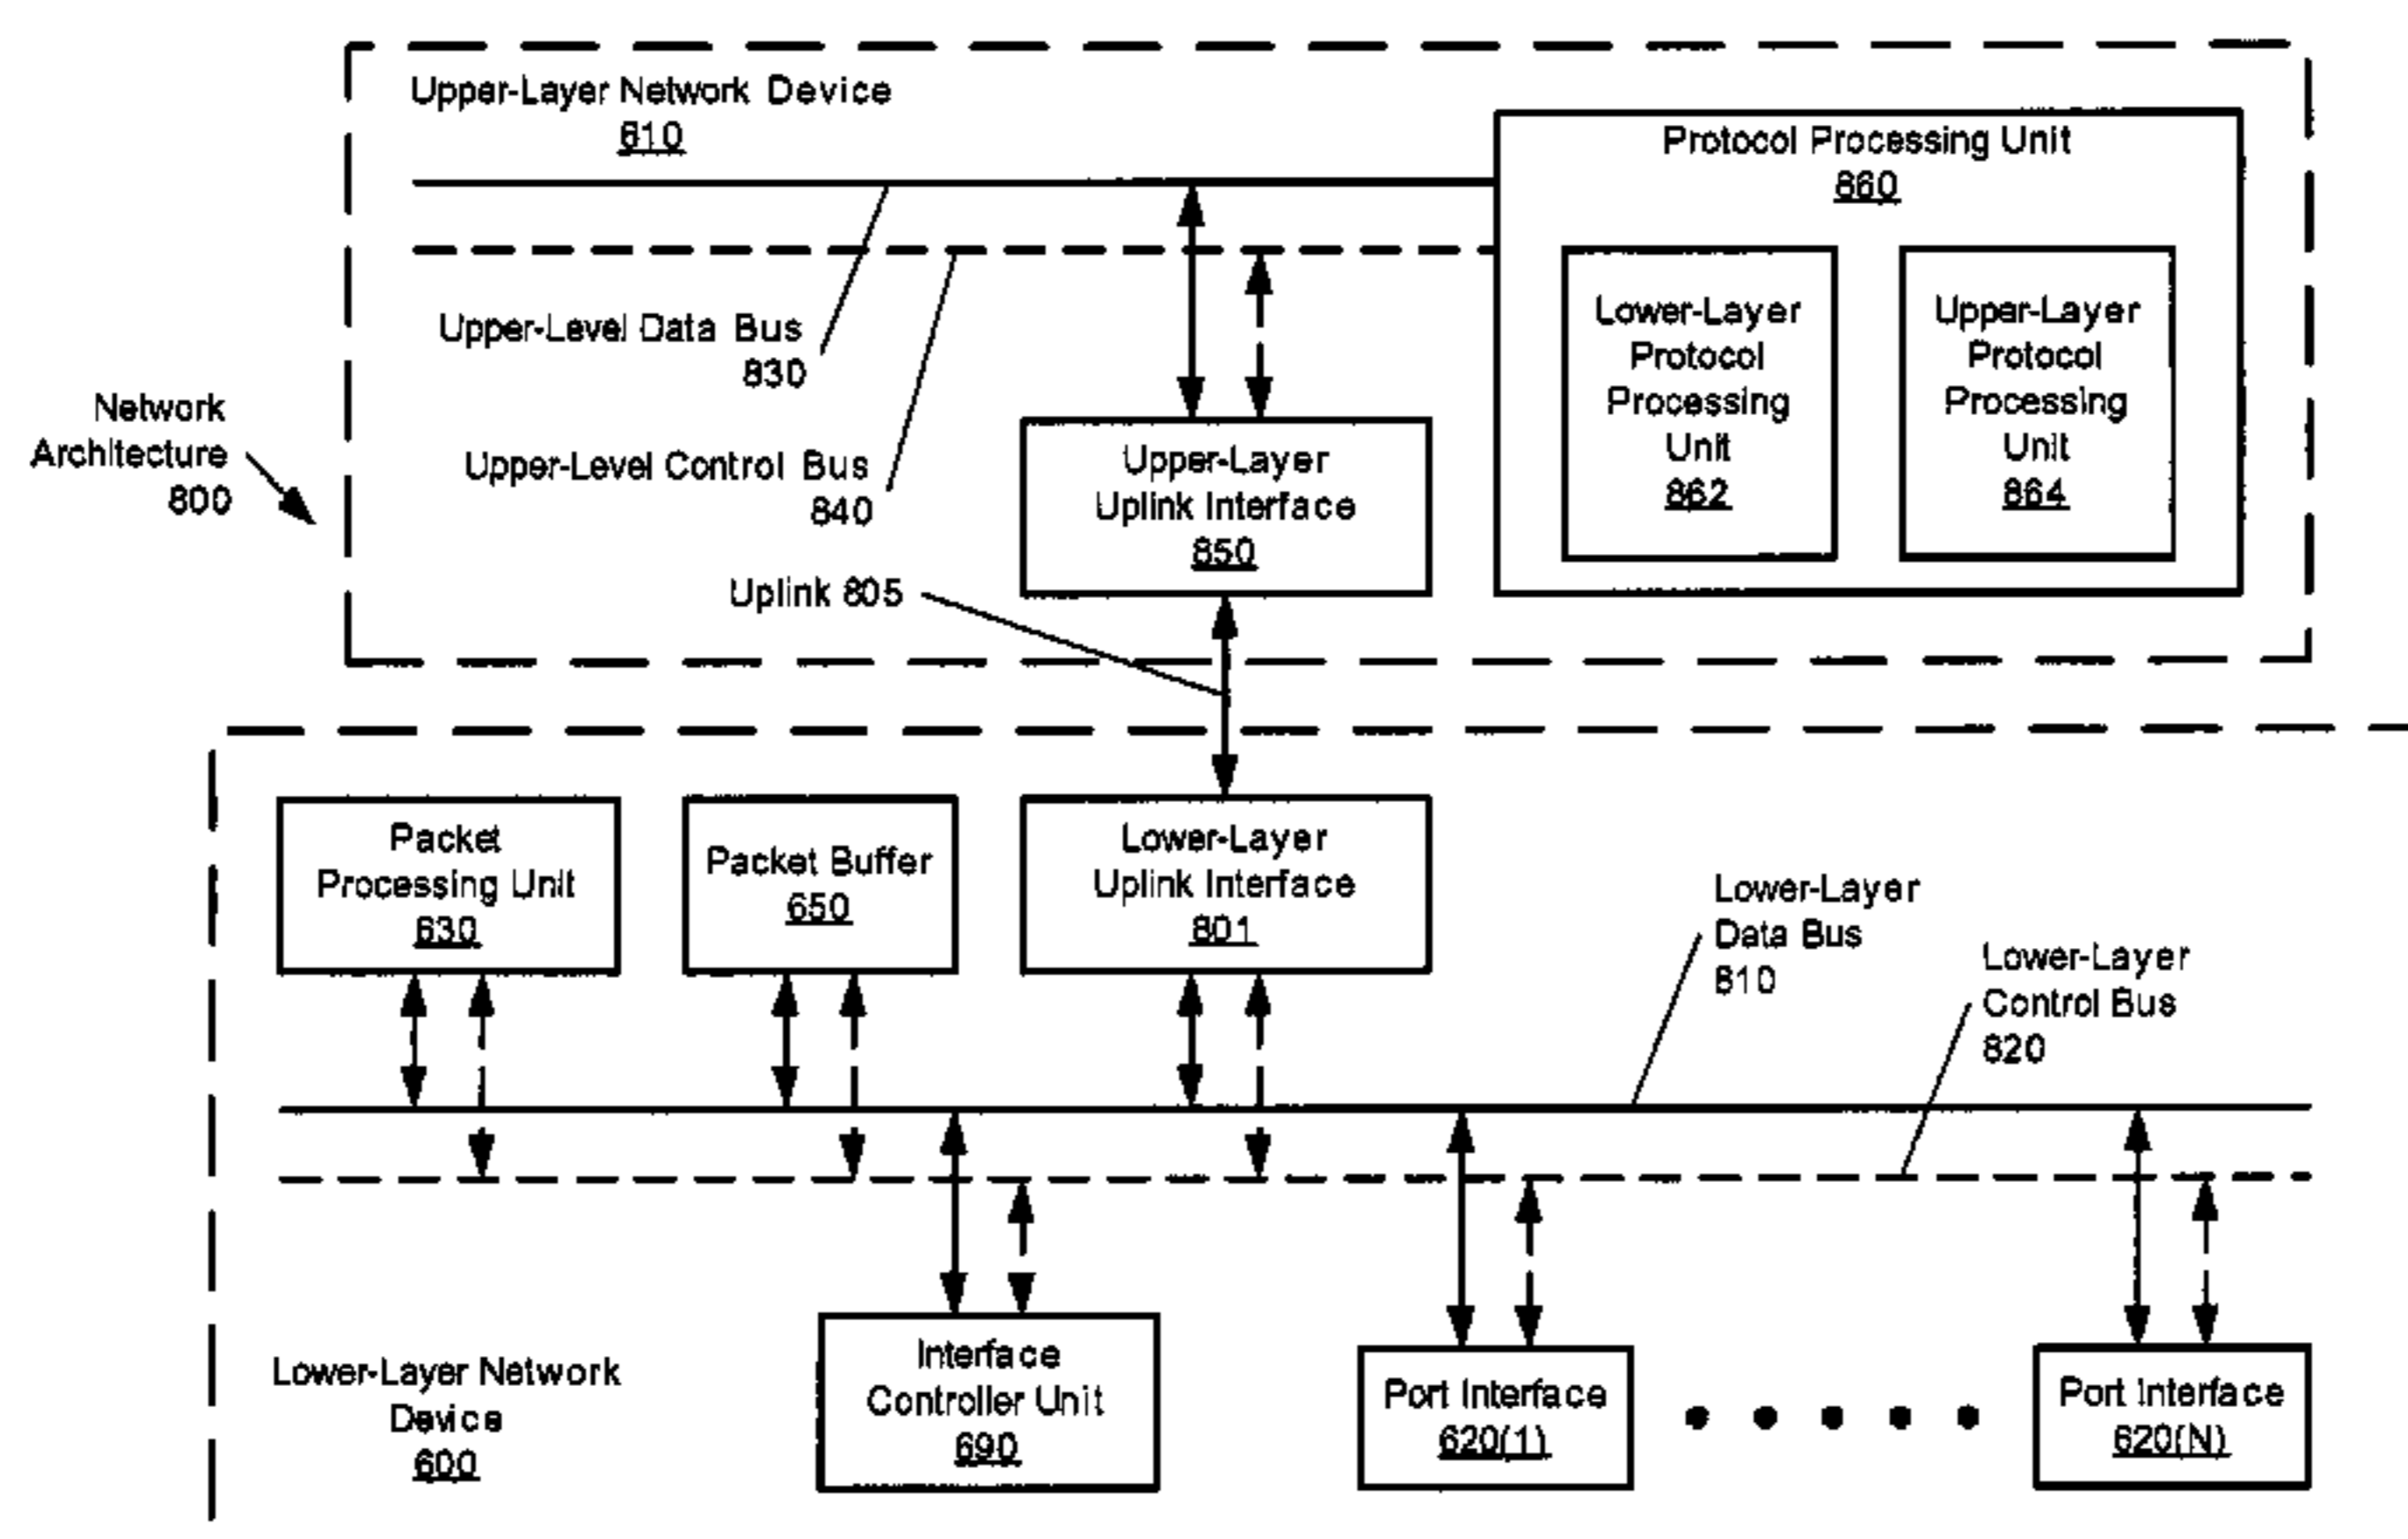 Upper-Layer Network Device
610
Protocol Processing Unit
860
Lower-Layer
Protocol
Processing
Unit
862
Upper-Layer
Protocol
Processing
Unit
864
Upper-Level Data Bus
830
Network
Architecture
800
Upper-Level Control Bus
840
Upper-Layer
Uplink Interface
850
Uplink 805
Packet
Processing Unit
630
Packet Buffer
650
Lower-Layer
Uplink Interface
801
Lower-Layer
Data Bus
810
Lower-Layer
Control Bus
820
Lower-Layer Network
Device
600
Interface
Controller Unit
690
Port Interface
620(1)
Port Interface
620(N)